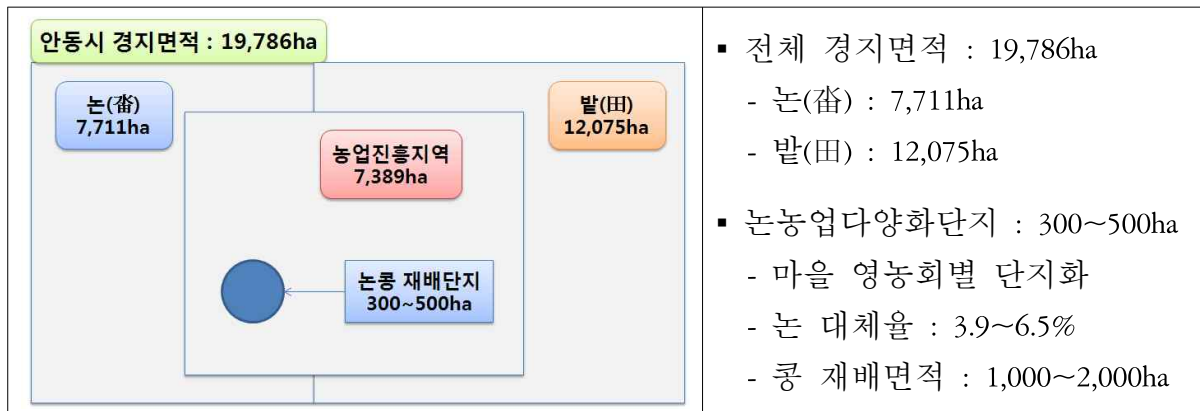 안동시 경지면적 : 19,786ha
논(畓)
7,711ha
밭(田)
12,075ha
농업진흥지역
7,389ha
논콩 재배단지
300~500ha
▪ 전체 경지면적 : 19,786ha
- 논(畓) : 7,711ha
- 밭(田) : 12,075ha
▪ 논농업다양화단지 : 300~500ha
- 마을 영농회별 단지화
- 논 대체율 : 3.9~6.5%
- 콩 재배면적 : 1,000~2,000ha